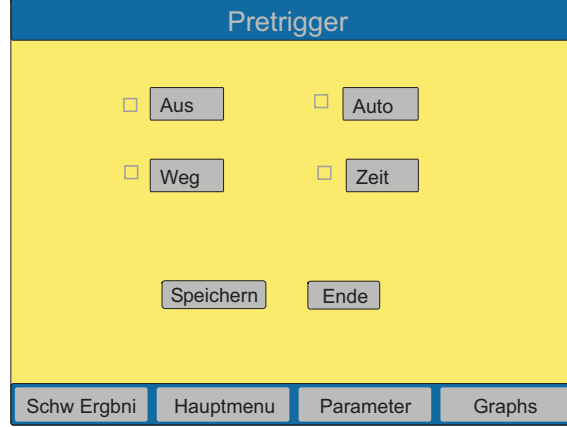 Pretrigger
Aus Auto
Weg Zeit
Speichern Ende
Schw Ergbni Hauptmenu Parameter Graphs